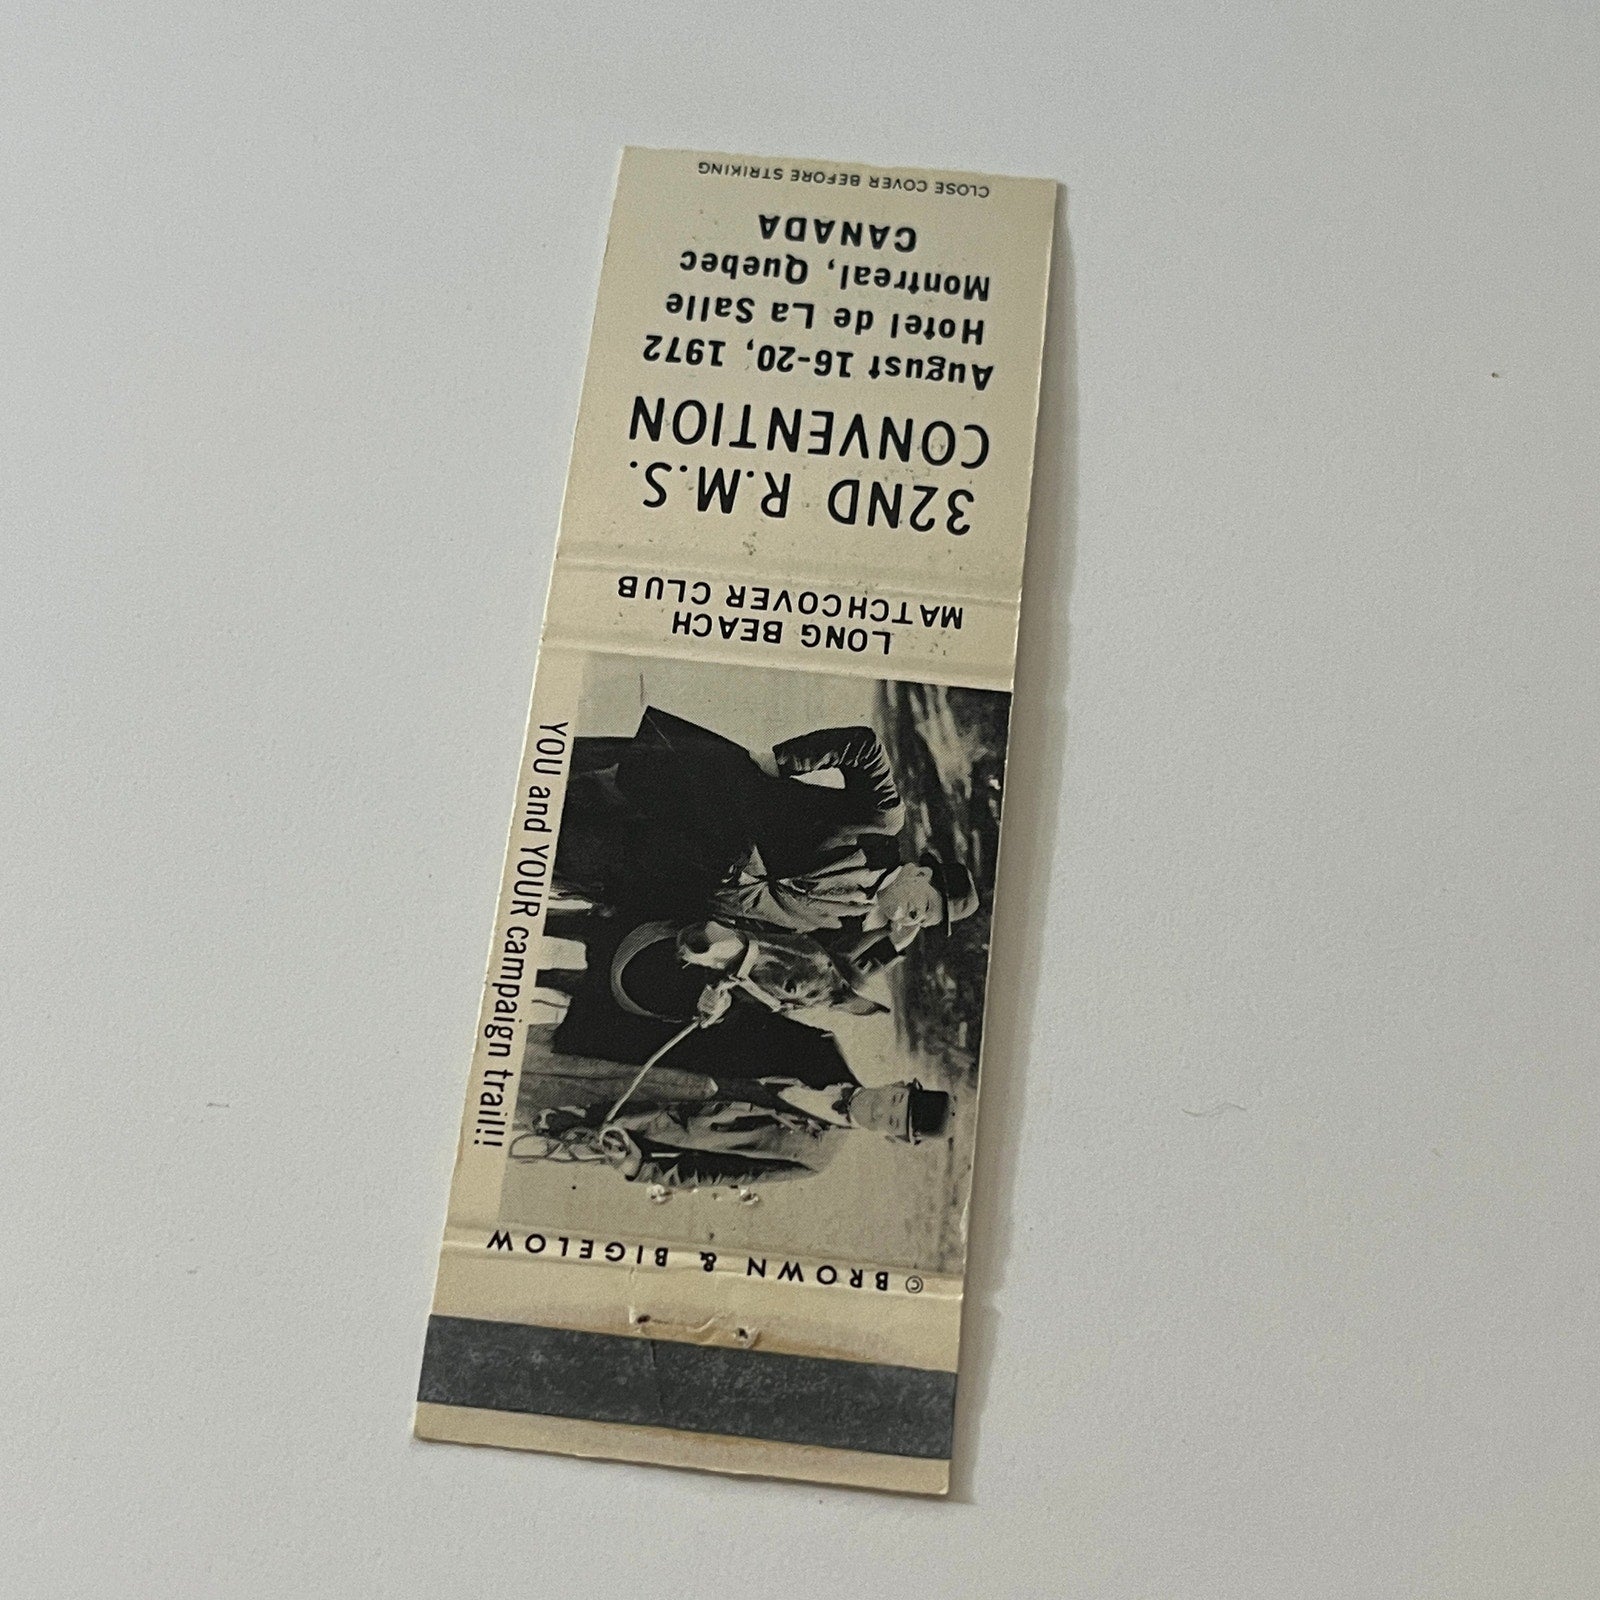 CLOSE COVER BEFORE STRIKING
32ND R.M.S.
CONVENTION
August 16-20, 1972
Hotel de La Salle
Montreal, Quebec
CANADA
LONG BEACH
MATCHCOVER CLUB
YOU and YOUR campaign trail!!
© BROWN & BIGELOW